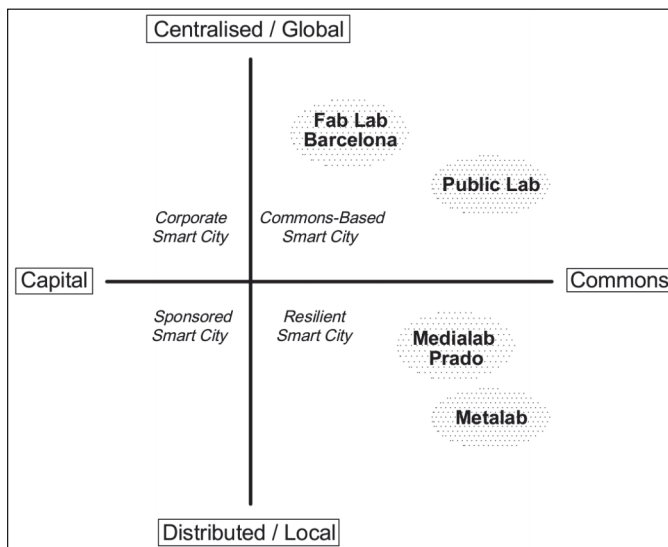 Centralised / Global
Fab Lab
Barcelona
Public Lab
Corporate
Smart City
Commons-Based
Smart City
Capital
Commons
Sponsored
Smart City
Resilient
Smart City
Medialab
Prado
Metalab
Distributed / Local